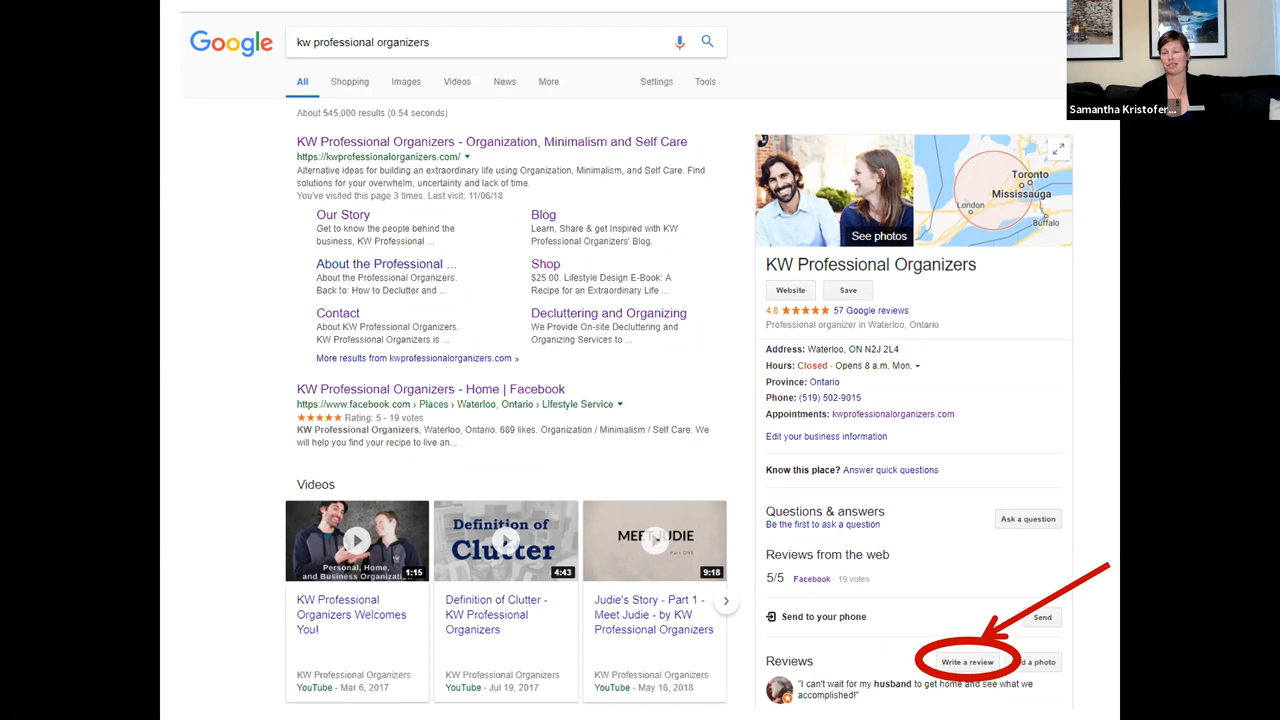 Google
kw professional organizers
All Shopping Images Videos News More Settings Tools
About 545,000 results (0.54 seconds)
KW Professional Organizers - Organization, Minimalism and Self Care
https://kwprofessionalorganizers.com/
Alternative ideas for building an extraordinary life using Organization, Minimalism, and Self Care. Find
solutions for your overwhelm, uncertainty and lack of time.
You've visited this page 3 times. Last visit: 11/06/18
Our Story
Get to know the people behind the
business, KW Professional ...
Blog
Learn, Share & get Inspired with KW
Professional Organizers' Blog.
About the Professional ...
About the Professional Organizers.
Back to: How to Declutter and ...
Shop
$25.00. Lifestyle Design E-Book: A
Recipe for an Extraordinary Life ...
Contact
About KW Professional Organizers.
KW Professional Organizers is ...
Decluttering and Organizing
We Provide On-site Decluttering and
Organizing Services to ...
More results from kwprofessionalorganizers.com »
KW Professional Organizers - Home | Facebook
https://www.facebook.com › Places › Waterloo, Ontario › Lifestyle Service
Rating: 5 - 19 votes
KW Professional Organizers, Waterloo, Ontario. 689 likes. Organization / Minimalism / Self Care. We
will help you find your recipe to live an...
Videos
Personal, Home,
and Business Organizati..
1:15
Definition of
Clutter
4:43
MEET JUDIE
Part ONE
9:18
KW Professional
Organizers Welcomes
You!
KW Professional Organizers
YouTube - Mar 6, 2017
Definition of Clutter -
KW Professional
Organizers
KW Professional Organizers
YouTube - Jul 19, 2017
Judie's Story - Part 1 -
Meet Judie - by KW
Professional Organizers
KW Professional Organizers
YouTube - May 16, 2018
Samantha Kristofer...
See photos
Toronto
Mississauga
London
Buffalo
KW Professional Organizers
Website Save
4.8 57 Google reviews
Professional organizer in Waterloo, Ontario
Address: Waterloo, ON N2J 2L4
Hours: Closed · Opens 8 a.m. Mon.
Province: Ontario
Phone: (519) 502-9015
Appointments: kwprofessionalorganizers.com
Edit your business information
Know this place? Answer quick questions
Questions & answers
Be the first to ask a question
Ask a question
Reviews from the web
5/5 Facebook · 19 votes
Send to your phone Send
Reviews Write a review d a photo
"I can't wait for my husband to get home and see what we
accomplished!"